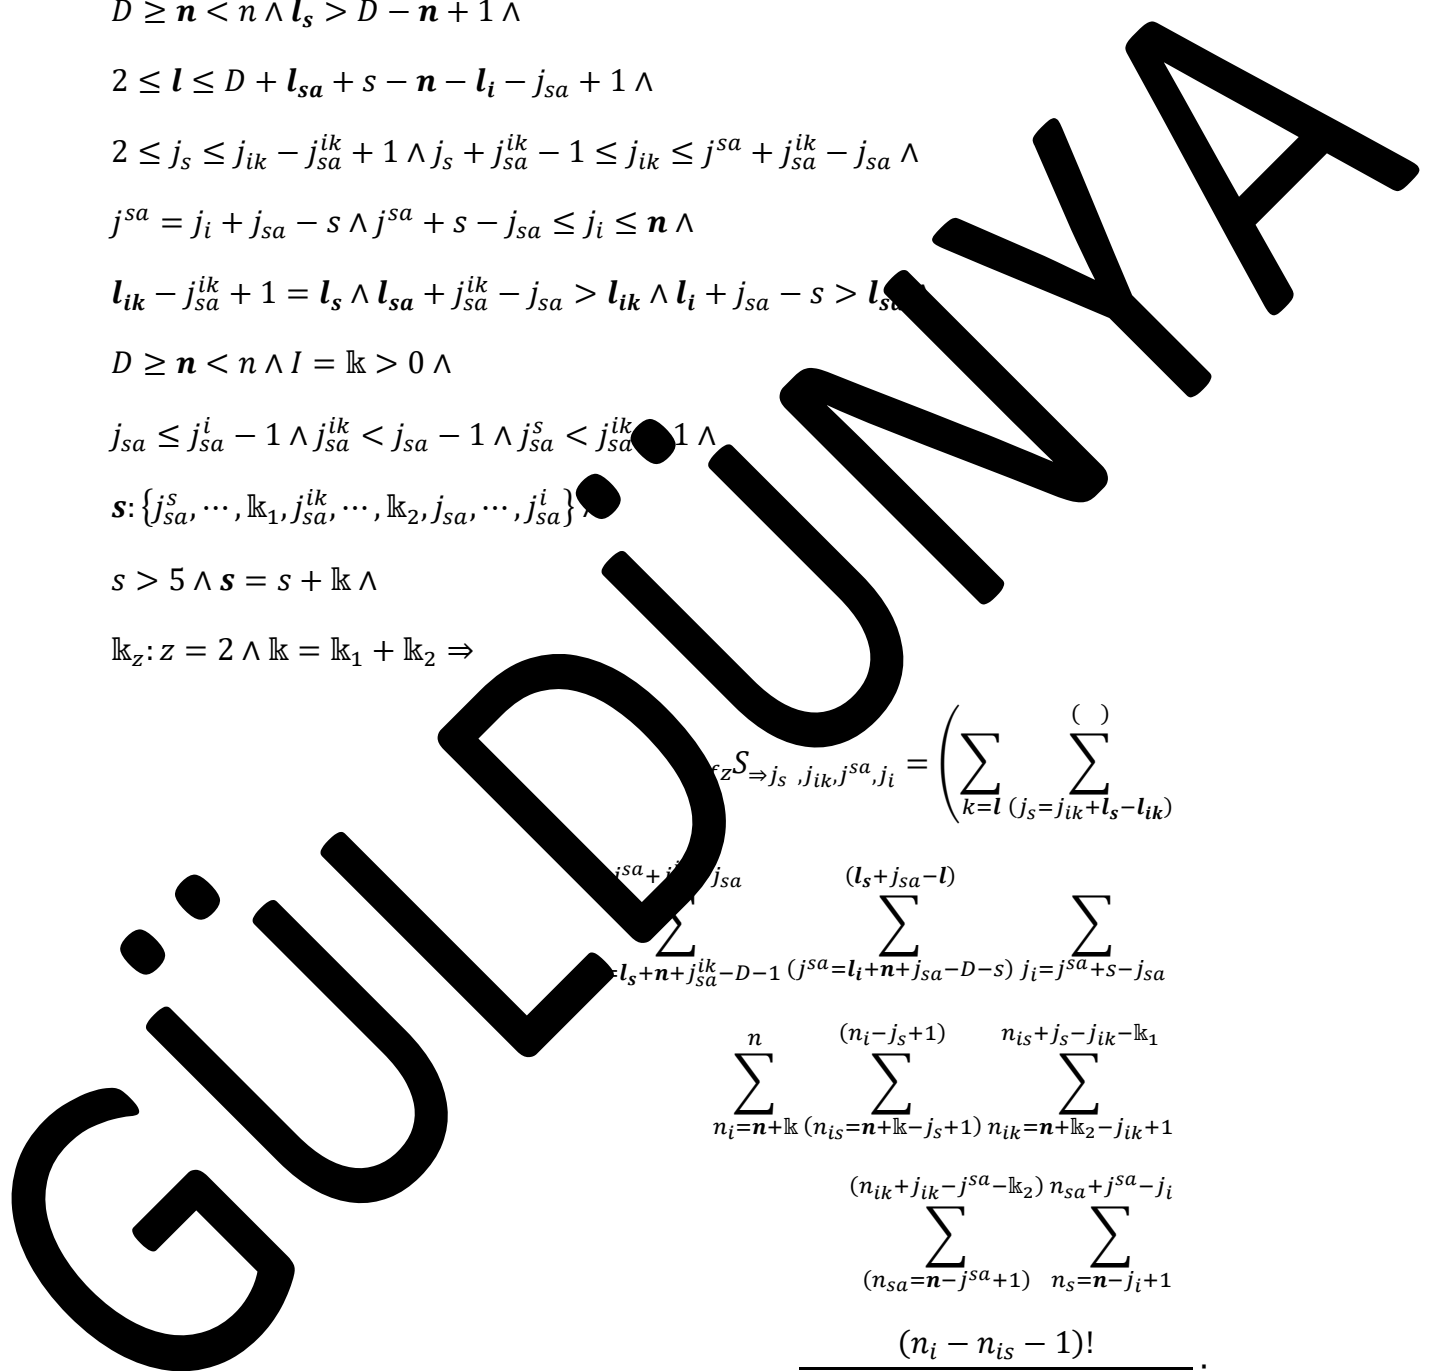 D ≥ n < n ∧ l_s > D − n + 1 ∧
2 ≤ l ≤ D + l_sa + s − n − l_i − j_sa + 1 ∧
2 ≤ j_s ≤ j_ik − j_sa^ik + 1 ∧ j_s + j_sa^ik − 1 ≤ j_ik ≤ j^sa + j_sa^ik − j_sa ∧
j^sa = j_i + j_sa − s ∧ j^sa + s − j_sa ≤ j_i ≤ n ∧
l_ik − j_sa^ik + 1 = l_s ∧ l_sa + j_sa^ik − j_sa > l_ik ∧ l_i + j_sa − s >
D ≥ n < n ∧ I = 𝕜 > 0 ∧
j_sa ≤ j_sa^i − 1 ∧ j_sa^ik < j_sa − 1 ∧ j_sa^s < j_sa^ik 1 ∧
s: {j_sa^s, ⋯, 𝕜_1, j_sa^ik, ⋯, 𝕜_2, j_sa, ⋯, j_sa^i}
s > 5 ∧ s = s + 𝕜 ∧
𝕜_z: z = 2 ∧ 𝕜 = 𝕜_1 + 𝕜_2 ⇒
( )
S_⇒j_s ,j_ik,j^sa,j_i = ( ∑ ∑
k=l (j_s=j_ik+l_s−l_ik)
j_sa (l_s+j_sa−l)
∑ ∑ ∑
l_s+n+j_sa^ik−D−1 (j^sa=l_i+n+j_sa−D−s) j_i=j^sa+s−j_sa
n (n_i−j_s+1) n_is+j_s−j_ik−𝕜_1
∑ ∑ ∑
n_i=n+𝕜 (n_is=n+𝕜−j_s+1) n_ik=n+𝕜_2−j_ik+1
(n_ik+j_ik−j^sa−𝕜_2) n_sa+j^sa−j_i
∑ ∑
(n_sa=n−j^sa+1) n_s=n−j_i+1
(n_i − n_is − 1)!
·
GÜLDÜNYA